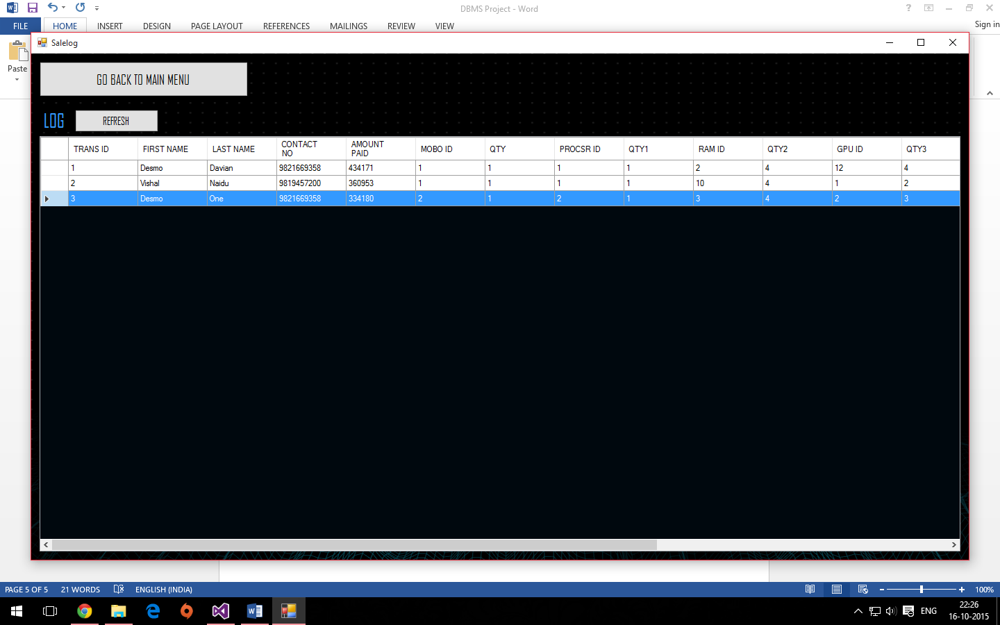 DBMS Project - Word
FILE HOME INSERT DESIGN PAGE LAYOUT REFERENCES MAILINGS REVIEW VIEW Sign in
Paste
Salelog
GO BACK TO MAIN MENU
LOG REFRESH
TRANS ID FIRST NAME LAST NAME CONTACT NO AMOUNT PAID MOBO ID QTY PROCSR ID QTY1 RAM ID QTY2 GPU ID QTY3
1 Desmo Davian 9821669358 434171 1 1 1 1 2 4 12 4
2 Vishal Naidu 9819457200 360953 1 1 1 1 10 4 1 2
3 Desmo One 9821669358 334180 2 1 2 1 3 4 2 3
PAGE 5 OF 5 21 WORDS ENGLISH (INDIA) 100%
ENG 22:26
16-10-2015